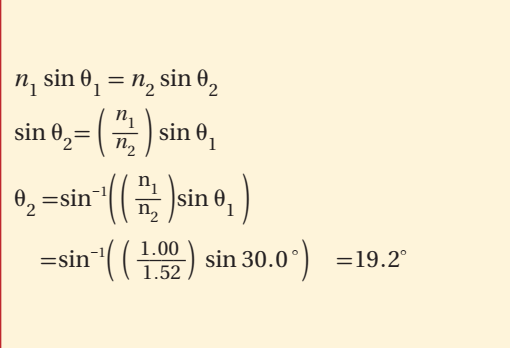 n₁ sin θ₁ = n₂ sin θ₂
sin θ₂= ( n₁/n₂ ) sin θ₁
θ₂ =sin⁻¹( ( n₁/n₂ )sin θ₁ )
=sin⁻¹( ( 1.00/1.52 ) sin 30.0° ) =19.2°